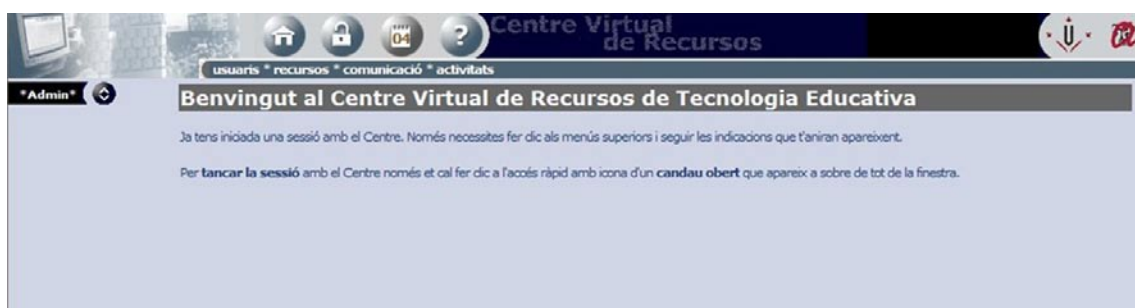 Centre Virtual
de Recursos
04
?
usuaris * recursos * comunicació * activitats
*Admin*
Benvingut al Centre Virtual de Recursos de Tecnologia Educativa
Ja tens iniciada una sessió amb el Centre. Només necessites fer clic als menús superiors i seguir les indicacions que t'aniran apareixent.
Per tancar la sessió amb el Centre només et cal fer clic a l'accés ràpid amb icona d'un candau obert que apareix a sobre de tot de la finestra.